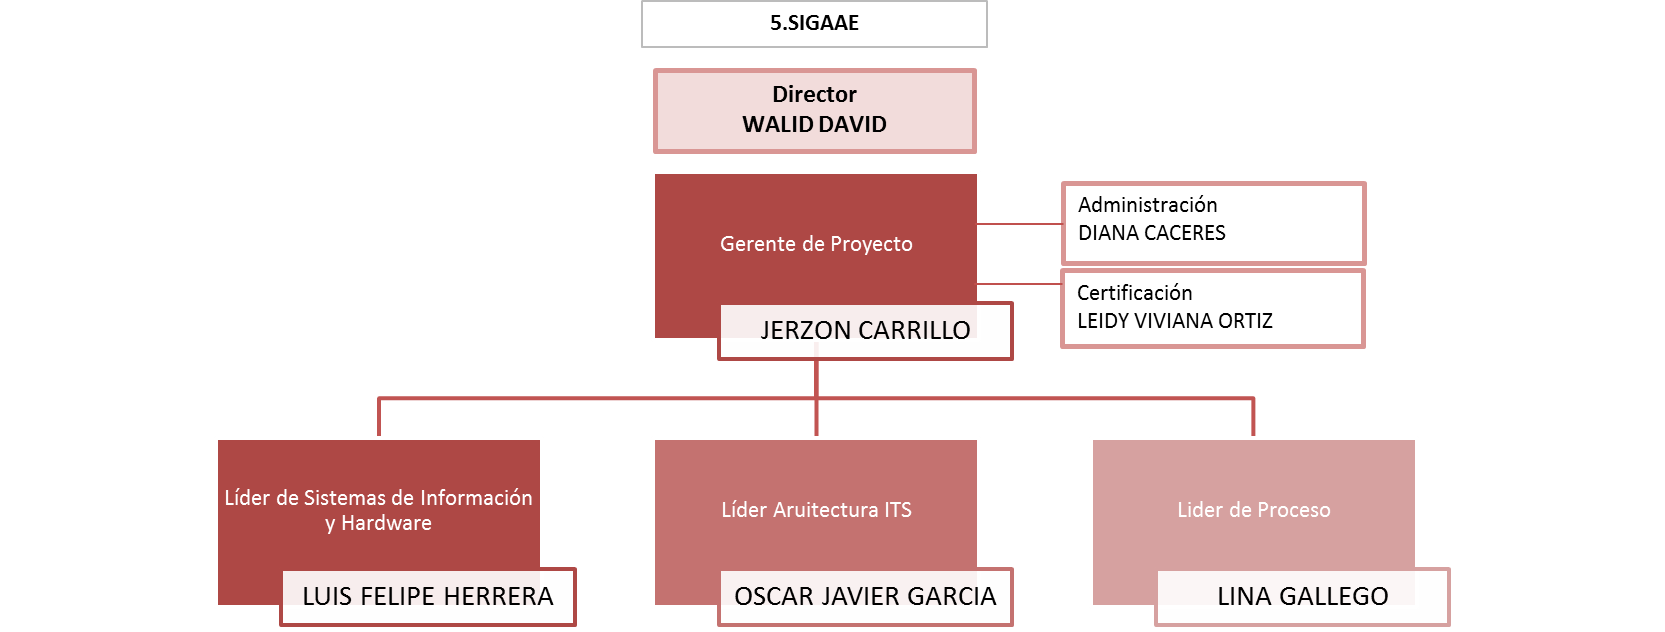 5.SIGAAE
Director
WALID DAVID
Gerente de Proyecto
JERZON CARRILLO
Administración
DIANA CACERES
Certificación
LEIDY VIVIANA ORTIZ
Líder de Sistemas de Información
y Hardware
LUIS FELIPE HERRERA
Líder Aruitectura ITS
OSCAR JAVIER GARCIA
Lider de Proceso
LINA GALLEGO